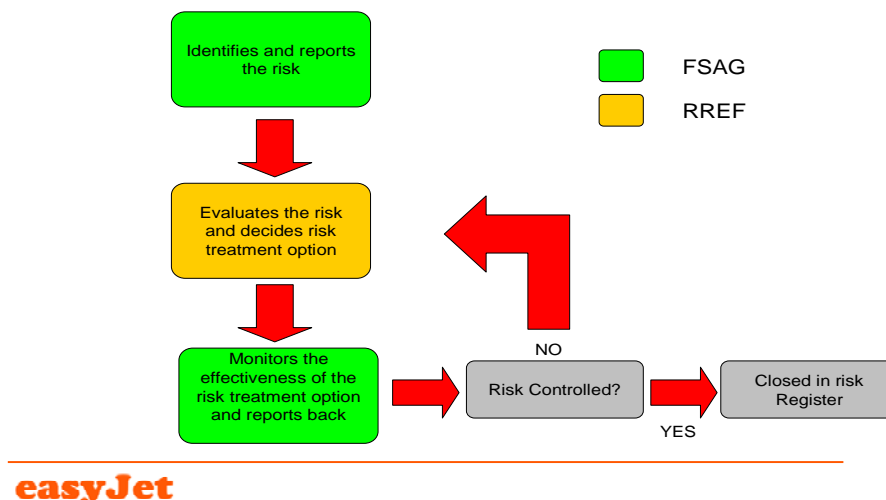 Identifies and reports
the risk
FSAG
RREF
Evaluates the risk
and decides risk
treatment option
Monitors the
effectiveness of the
risk treatment option
and reports back
NO
Risk Controlled?
YES
Closed in risk
Register
easyJet